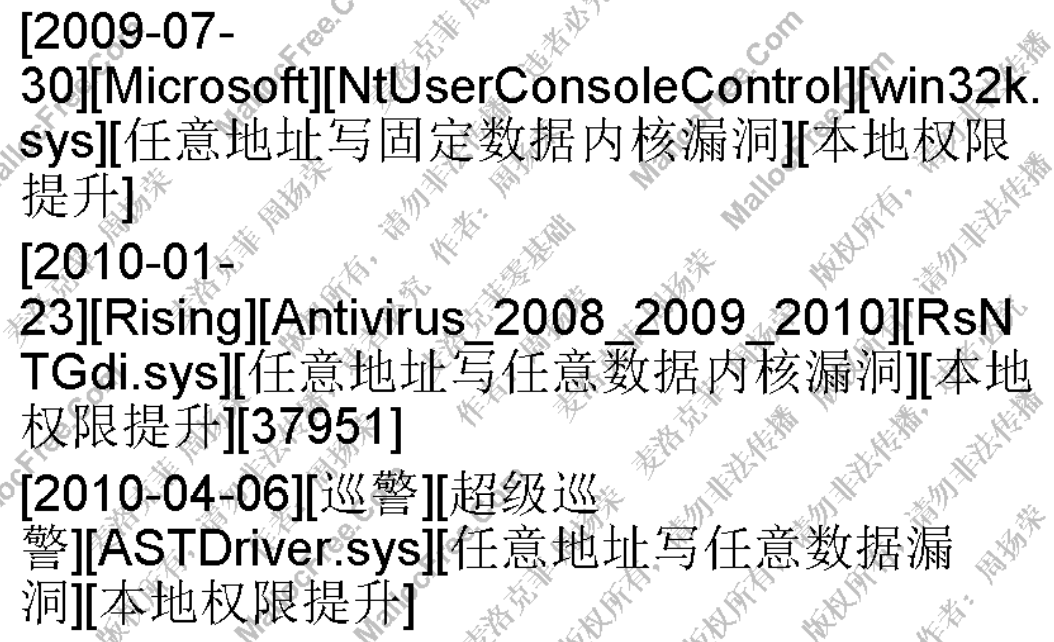 [2009-07-
30][Microsoft][NtUserConsoleControl][win32k.
sys][任意地址写固定数据内核漏洞][本地权限
提升]
[2010-01-
23][Rising][Antivirus_2008_2009_2010][RsN
TGdi.sys][任意地址写任意数据内核漏洞][本地
权限提升][37951]
[2010-04-06][巡警][超级巡
警][ASTDriver.sys][任意地址写任意数据漏
洞][本地权限提升]